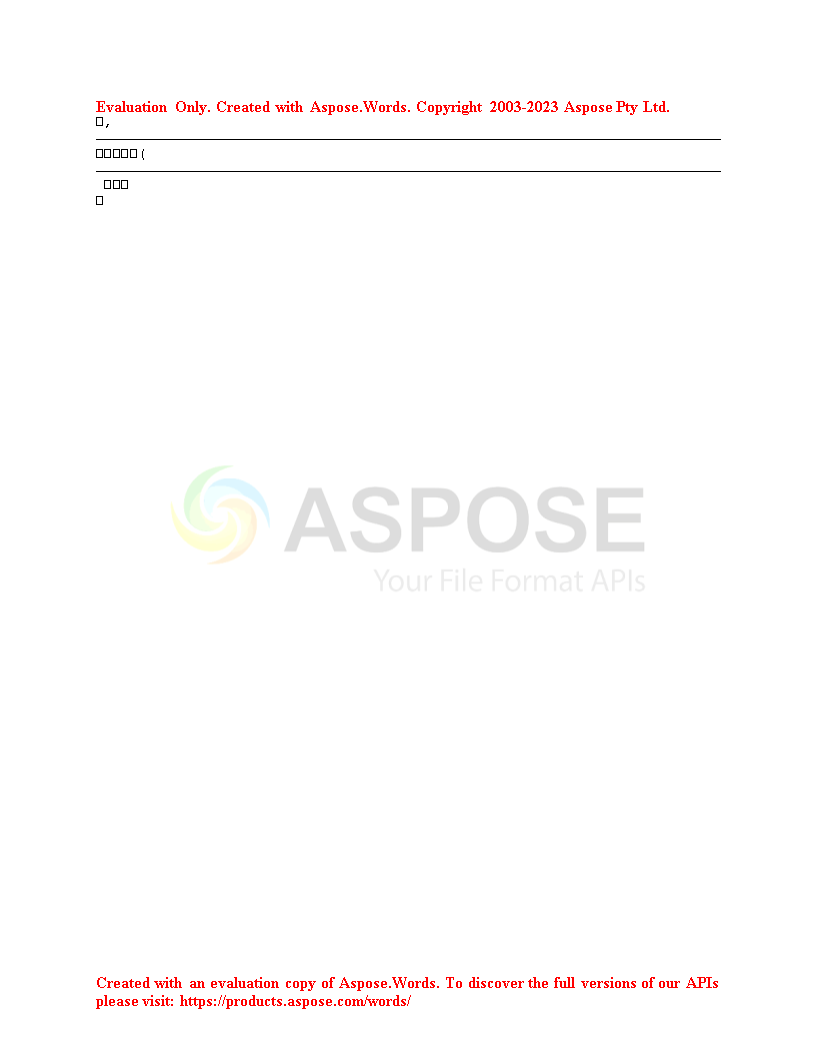 Evaluation Only. Created with Aspose.Words. Copyright 2003-2023 Aspose Pty Ltd.
□,
□□□□□(
□□□
□
ASPOSE
Your File Format APIs
Created with an evaluation copy of Aspose.Words. To discover the full versions of our APIs
please visit: https://products.aspose.com/words/